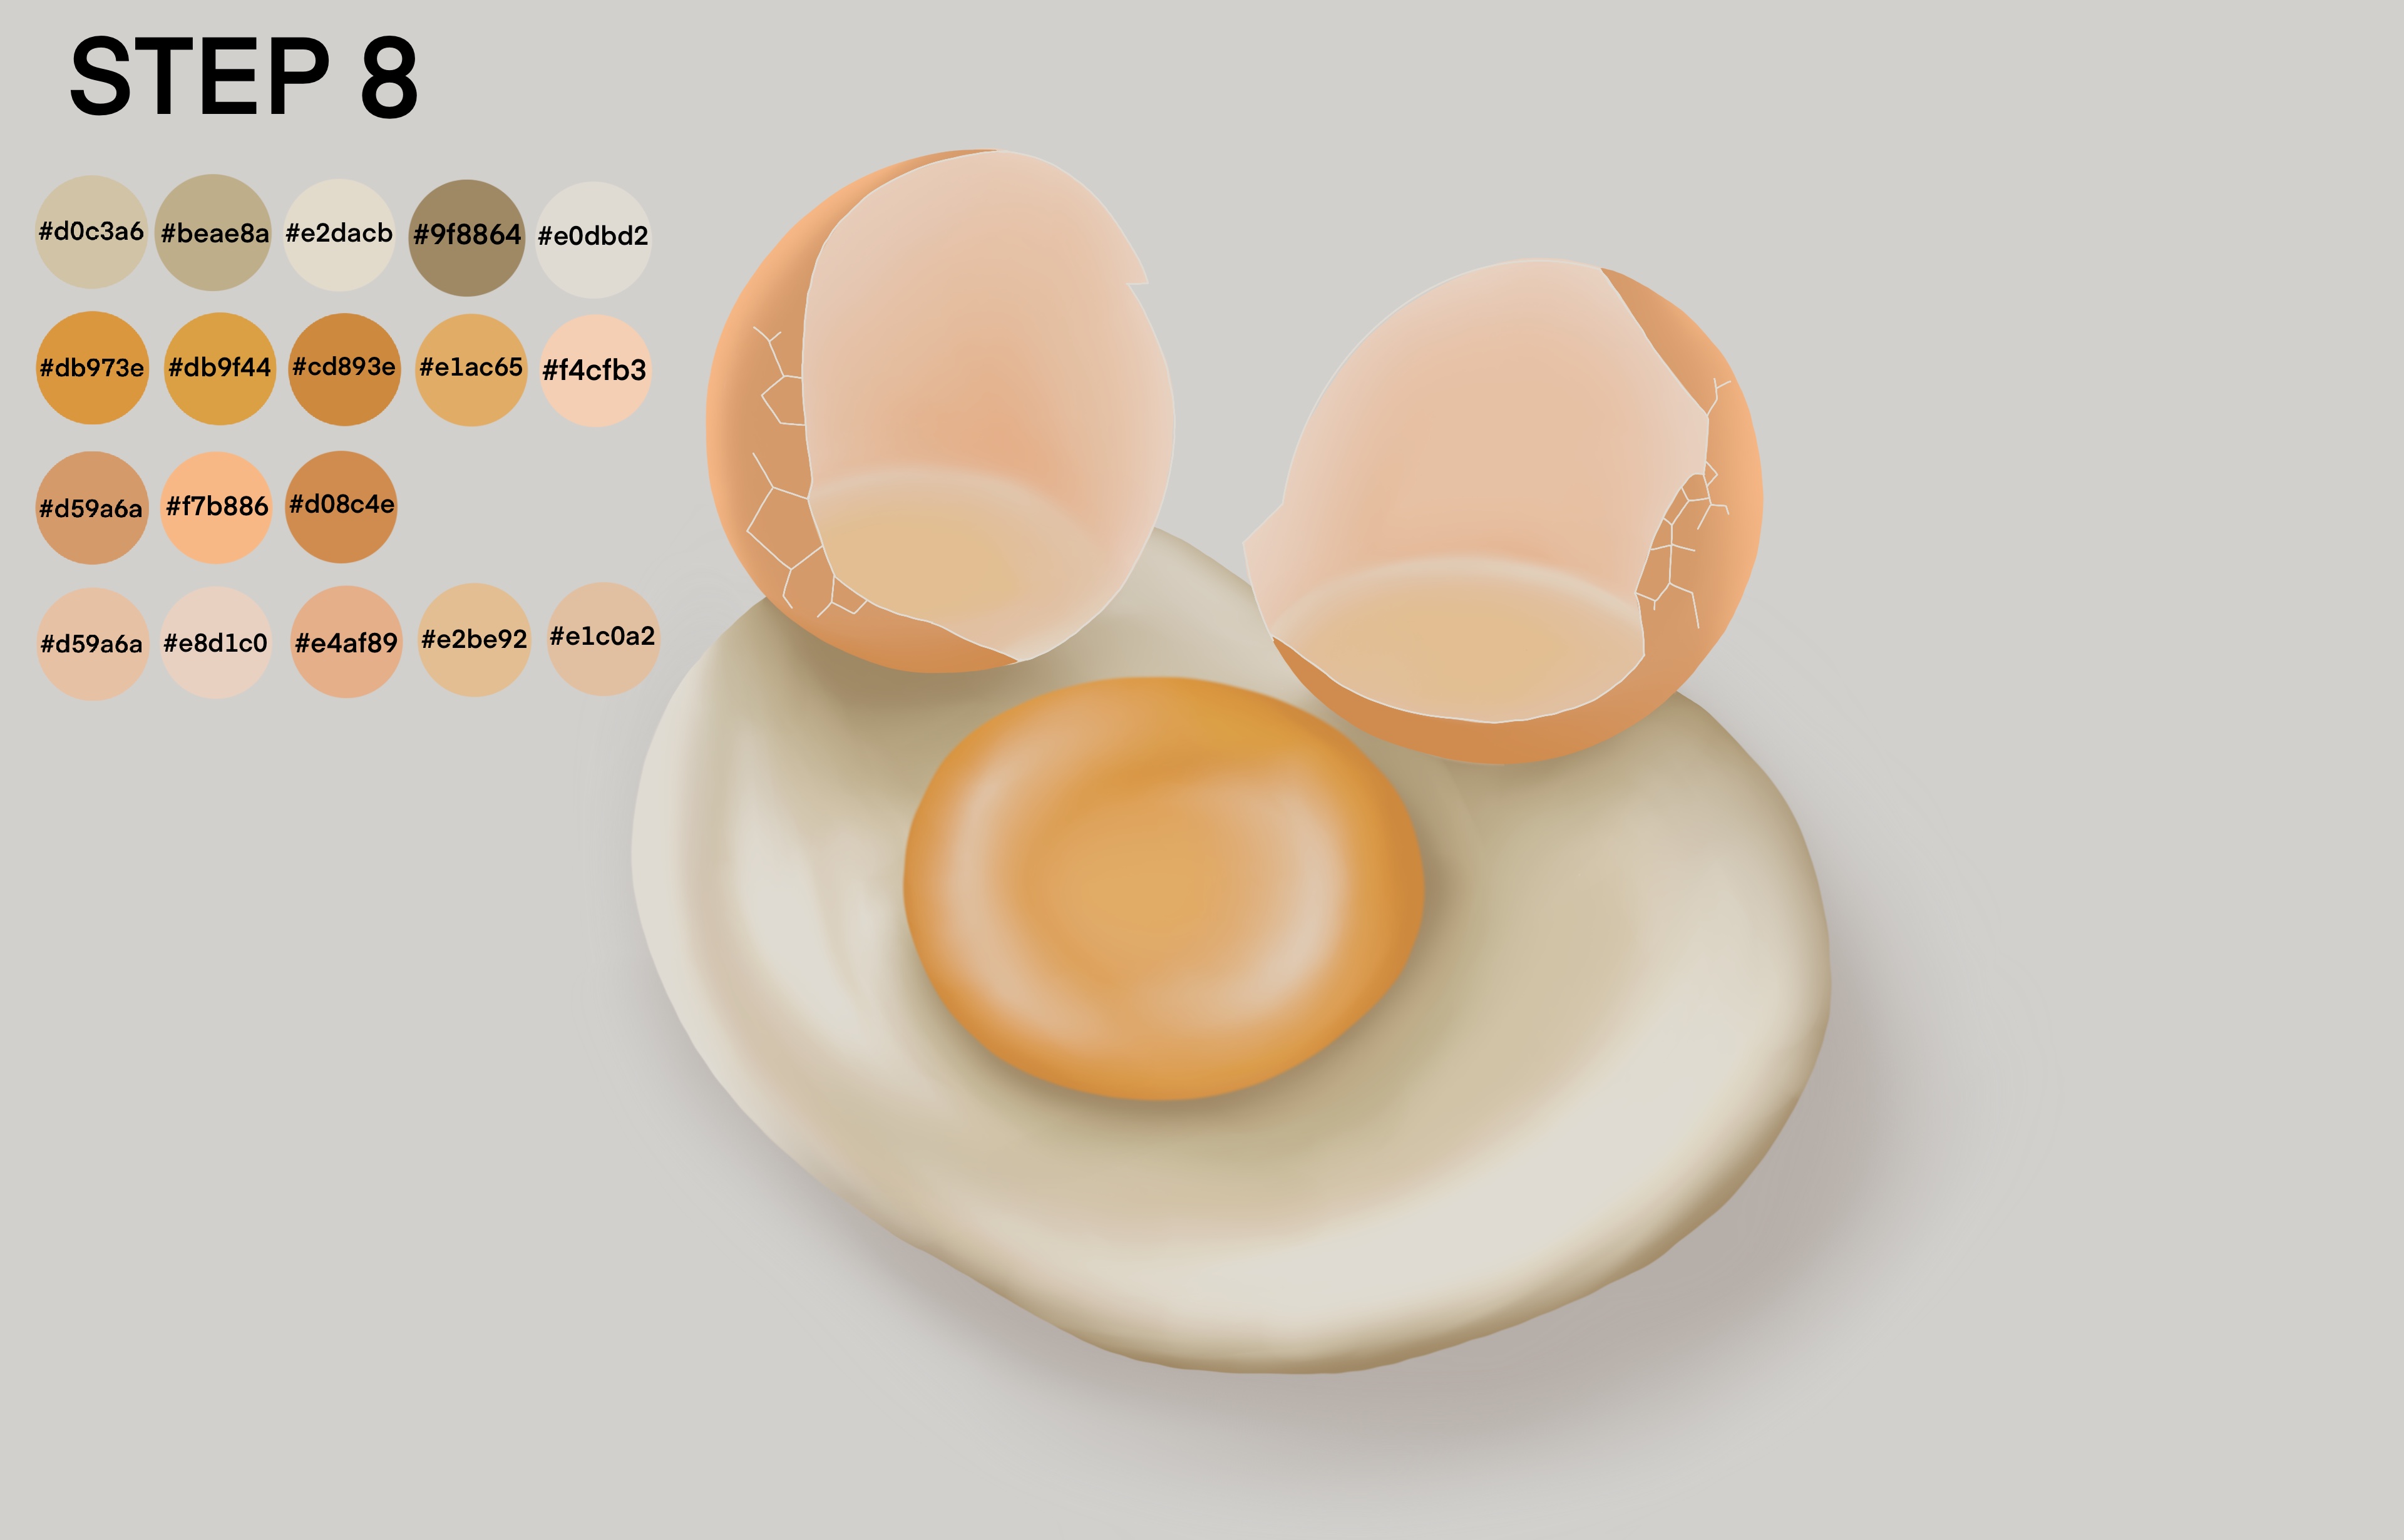 STEP 8
#d0c3a6 #beae8a #e2dacb #9f8864 #e0dbd2
#db973e #db9f44 #cd893e #e1ac65 #f4cfb3
#d59a6a #f7b886 #d08c4e
#d59a6a #e8d1c0 #e4af89 #e2be92 #e1c0a2